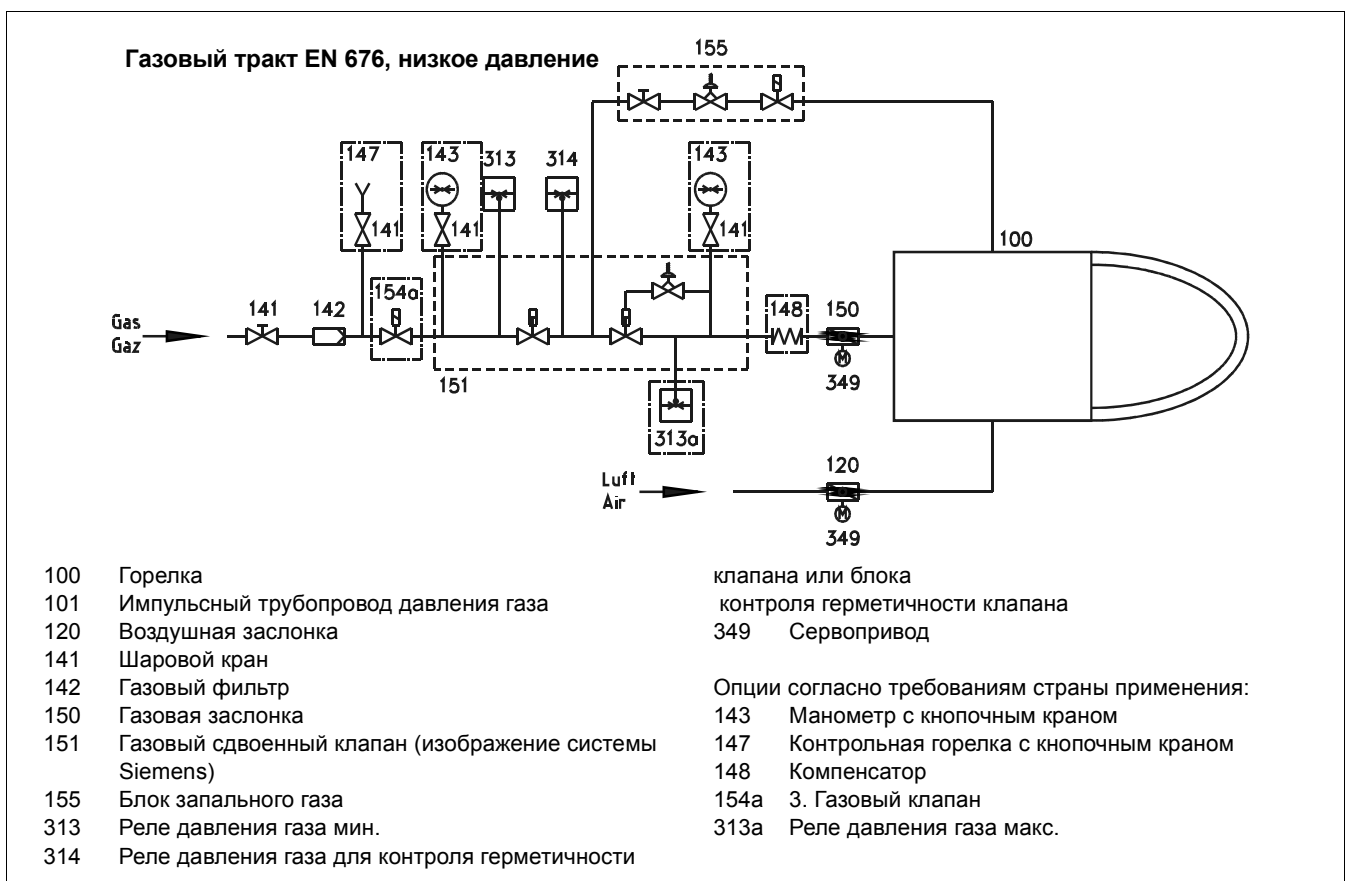 Газовый тракт EN 676, низкое давление
155
147
143
313
314
143
141
141
141
100
154a
141
142
148
150
Gas
Gaz
151
349
313a
Luft
Air
120
349
100 Горелка
101 Импульсный трубопровод давления газа
120 Воздушная заслонка
141 Шаровой кран
142 Газовый фильтр
150 Газовая заслонка
151 Газовый сдвоенный клапан (изображение системы
Siemens)
155 Блок запального газа
313 Реле давления газа мин.
314 Реле давления газа для контроля герметичности
клапана или блока
контроля герметичности клапана
349 Сервопривод
Опции согласно требованиям страны применения:
143 Манометр с кнопочным краном
147 Контрольная горелка с кнопочным краном
148 Компенсатор
154a 3. Газовый клапан
313a Реле давления газа макс.